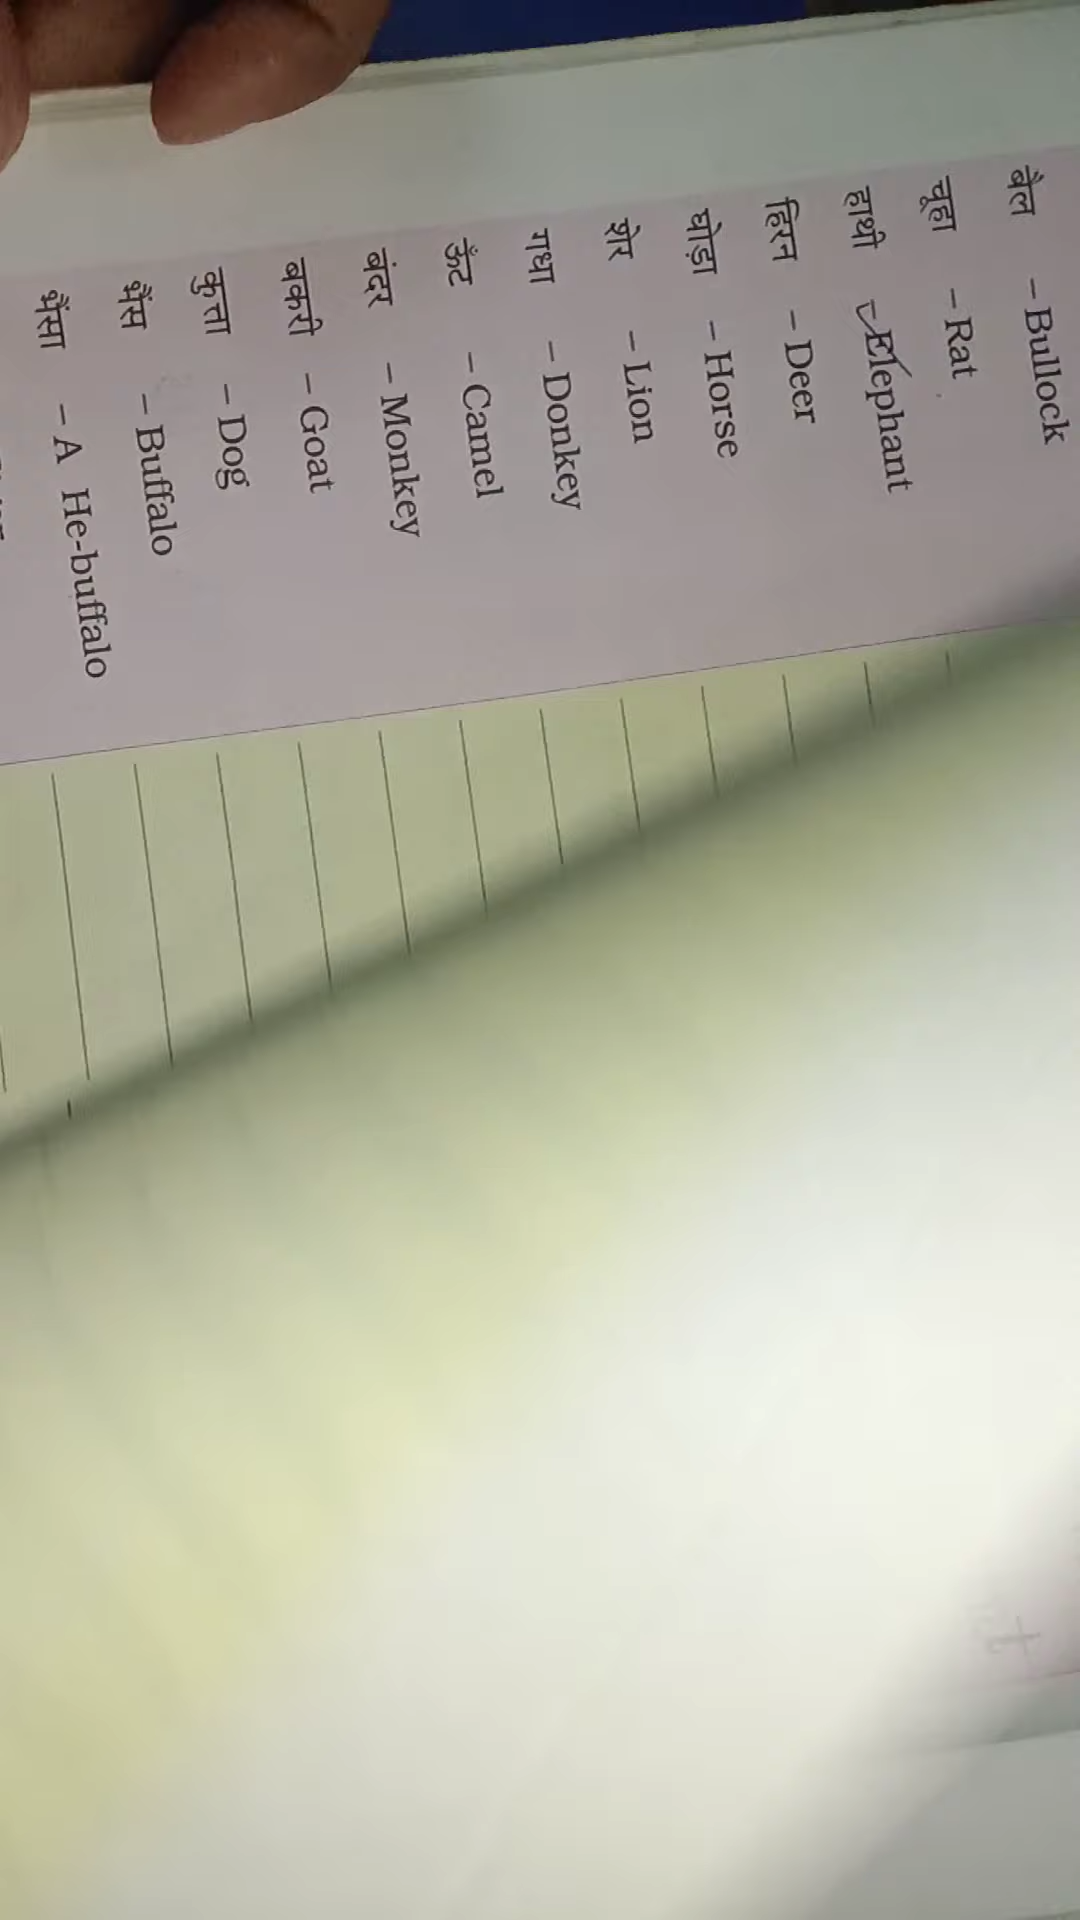 बैल – Bullock
चूहा – Rat
हाथी – Elephant
हिरन – Deer
घोड़ा – Horse
शेर – Lion
गधा – Donkey
ऊँट – Camel
बंदर – Monkey
बकरी – Goat
कुत्ता – Dog
भैंस – Buffalo
भैंसा – A He-buffalo